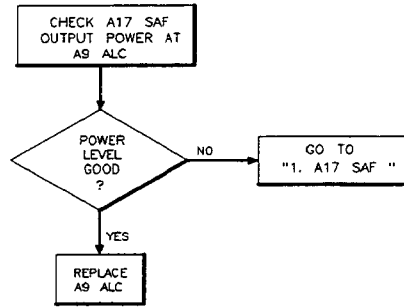 CHECK A17 SAF
OUTPUT POWER AT
A9 ALC
POWER
LEVEL
GOOD
?
NO
GO TO
"1. A17 SAF "
YES
REPLACE
A9 ALC